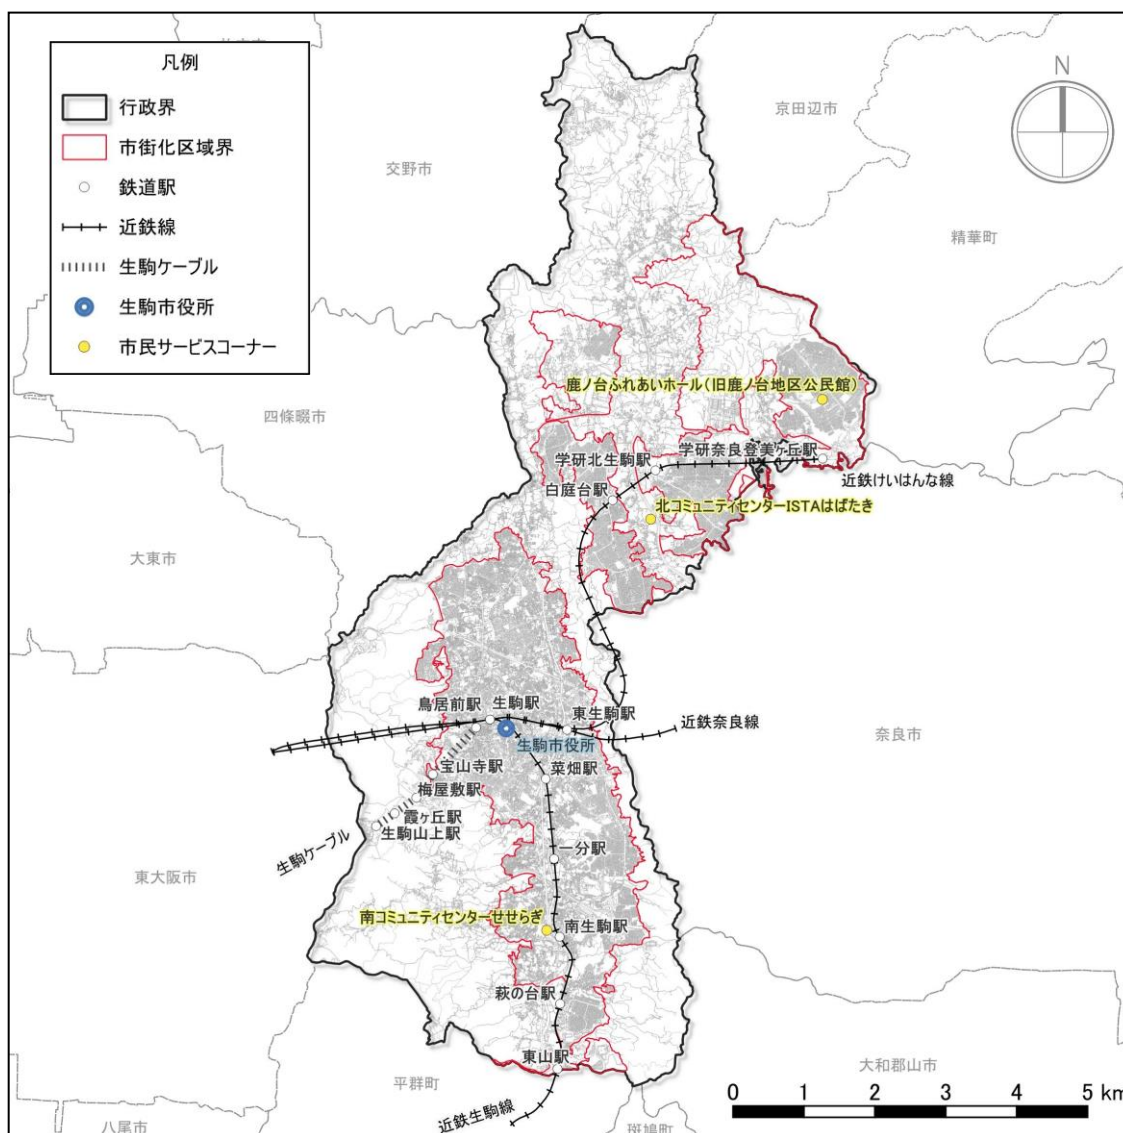 凡例
行政界
市街化区域界
鉄道駅
近鉄線
生駒ケーブル
生駒市役所
市民サービスコーナー
N
京田辺市
交野市
精華町
鹿ノ台ふれあいホール(旧鹿ノ台地区公民館)
四條畷市
学研奈良登美ヶ丘駅
学研北生駒駅
近鉄けいはんな線
白庭台駅
北コミュニティセンターISTAはばたき
大東市
鳥居前駅
生駒駅
東生駒駅
近鉄奈良線
奈良市
生駒市役所
宝山寺駅
菜畑駅
梅屋敷駅
霞ヶ丘駅
生駒山上駅
生駒ケーブル
一分駅
東大阪市
南コミュニティセンターせせらぎ
南生駒駅
萩の台駅
東山駅
大和郡山市
平群町
近鉄生駒線
八尾市
斑鳩町
0 1 2 3 4 5 km